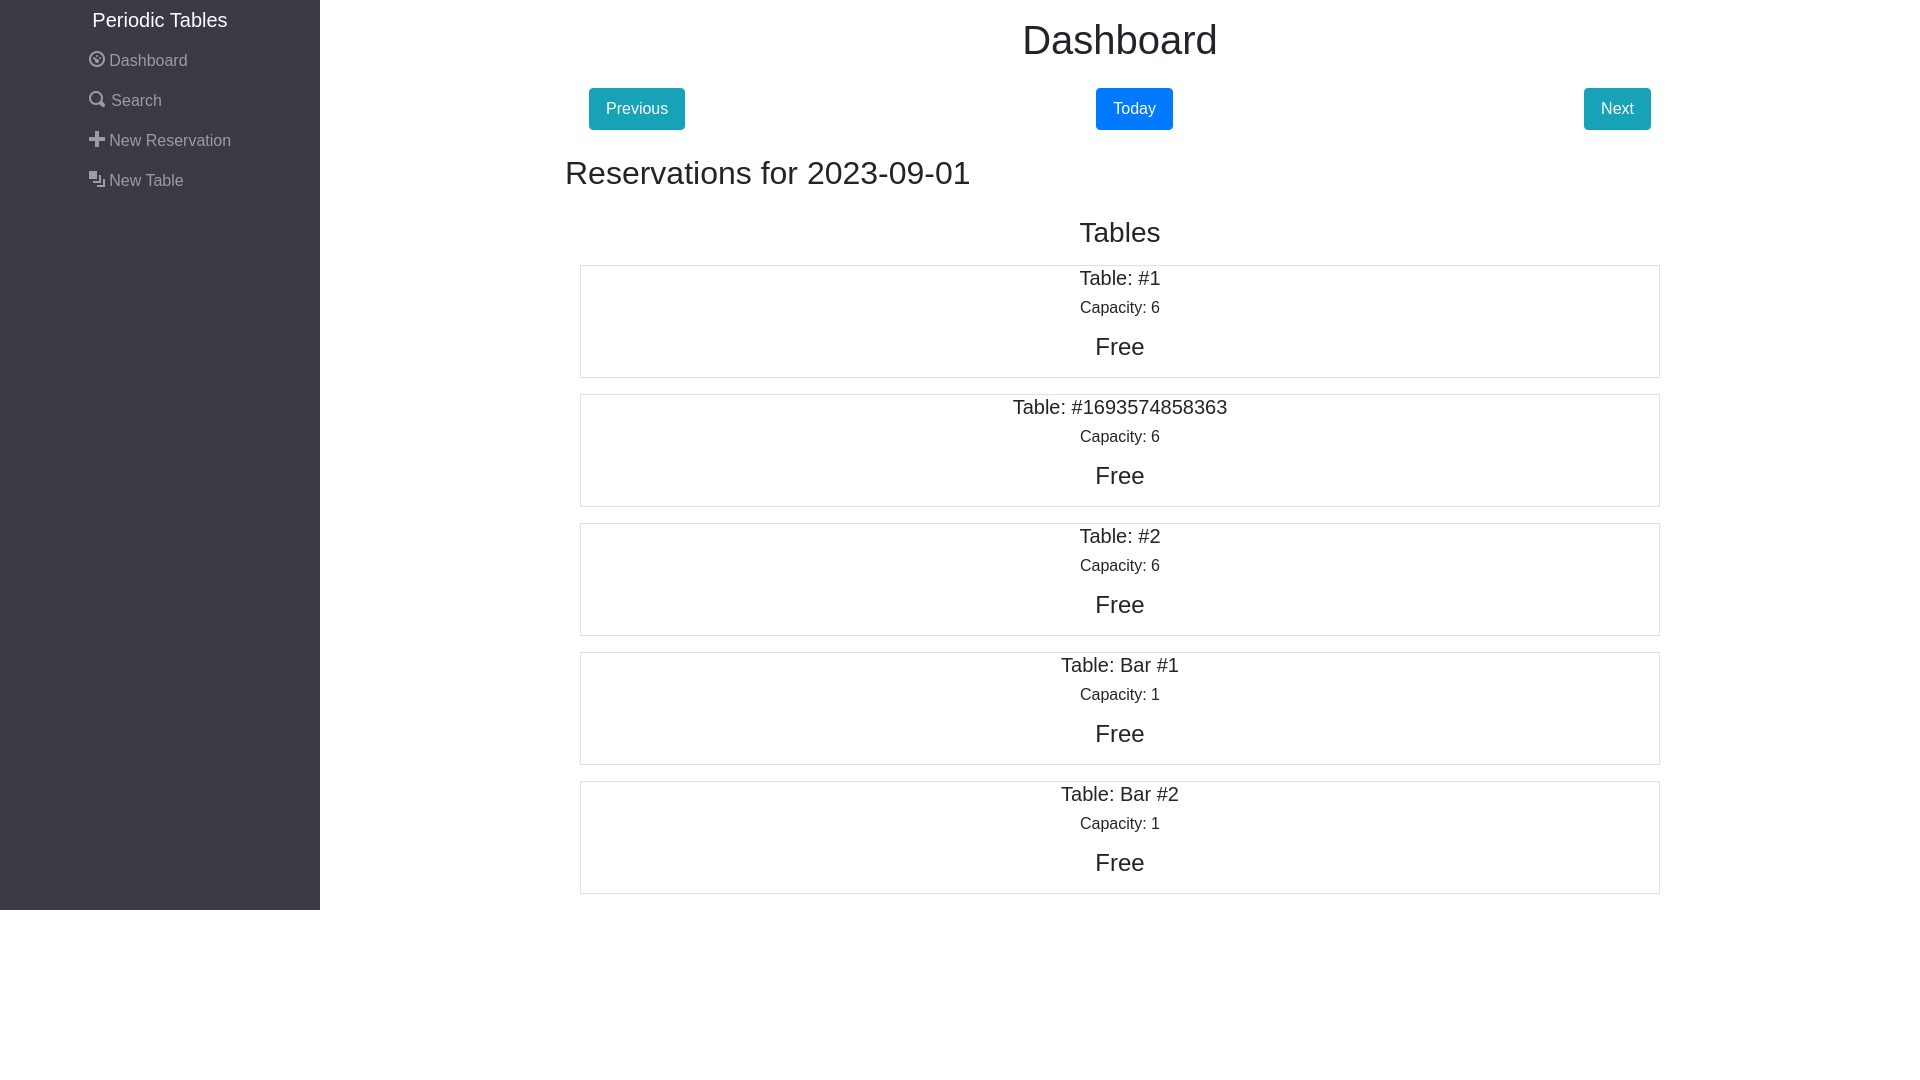 Periodic Tables
Dashboard
Search
New Reservation
New Table
Dashboard
Previous Today Next
Reservations for 2023-09-01
Tables
Table: #1
Capacity: 6
Free
Table: #1693574858363
Capacity: 6
Free
Table: #2
Capacity: 6
Free
Table: Bar #1
Capacity: 1
Free
Table: Bar #2
Capacity: 1
Free